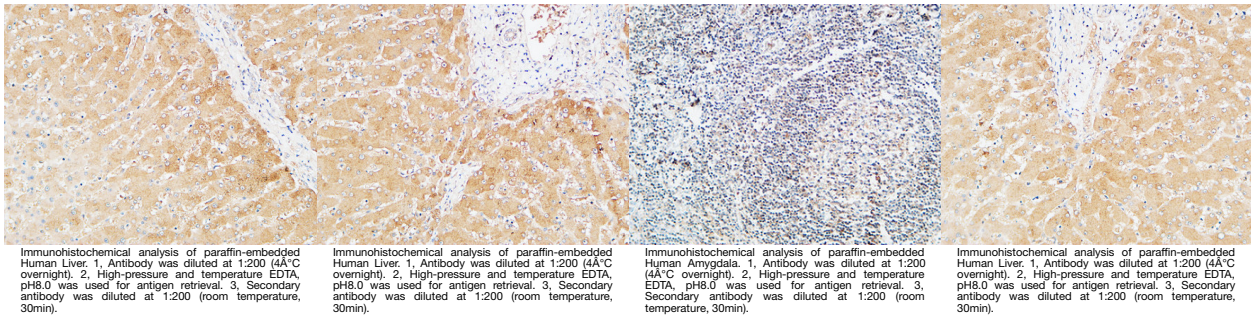 Immunohistochemical analysis of paraffin-embedded
Human Liver. 1, Antibody was diluted at 1:200 (4Â°C
overnight). 2, High-pressure and temperature EDTA,
pH8.0 was used for antigen retrieval. 3, Secondary
antibody was diluted at 1:200 (room temperature,
30min).
Immunohistochemical analysis of paraffin-embedded
Human Liver. 1, Antibody was diluted at 1:200 (4Â°C
overnight). 2, High-pressure and temperature EDTA,
pH8.0 was used for antigen retrieval. 3, Secondary
antibody was diluted at 1:200 (room temperature,
30min).
Immunohistochemical analysis of paraffin-embedded
Human Amygdala. 1, Antibody was diluted at 1:200
(4Â°C overnight). 2, High-pressure and temperature
EDTA, pH8.0 was used for antigen retrieval. 3,
Secondary antibody was diluted at 1:200 (room
temperature, 30min).
Immunohistochemical analysis of paraffin-embedded
Human Liver. 1, Antibody was diluted at 1:200 (4Â°C
overnight). 2, High-pressure and temperature EDTA,
pH8.0 was used for antigen retrieval. 3, Secondary
antibody was diluted at 1:200 (room temperature,
30min).